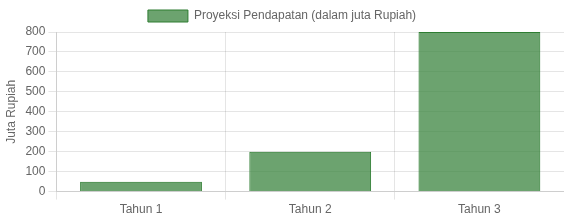 Proyeksi Pendapatan (dalam juta Rupiah)
Juta Rupiah
800
700
600
500
400
300
200
100
0
Tahun 1
Tahun 2
Tahun 3